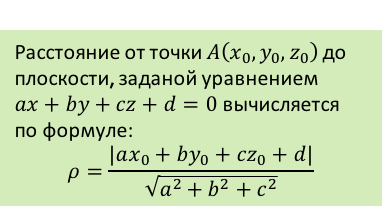 Расстояние от точки A(x₀, y₀, z₀) до
плоскости, заданой уравнением
ax + by + cz + d = 0 вычисляется
по формуле:
ρ = |ax₀ + by₀ + cz₀ + d| / √(a² + b² + c²)